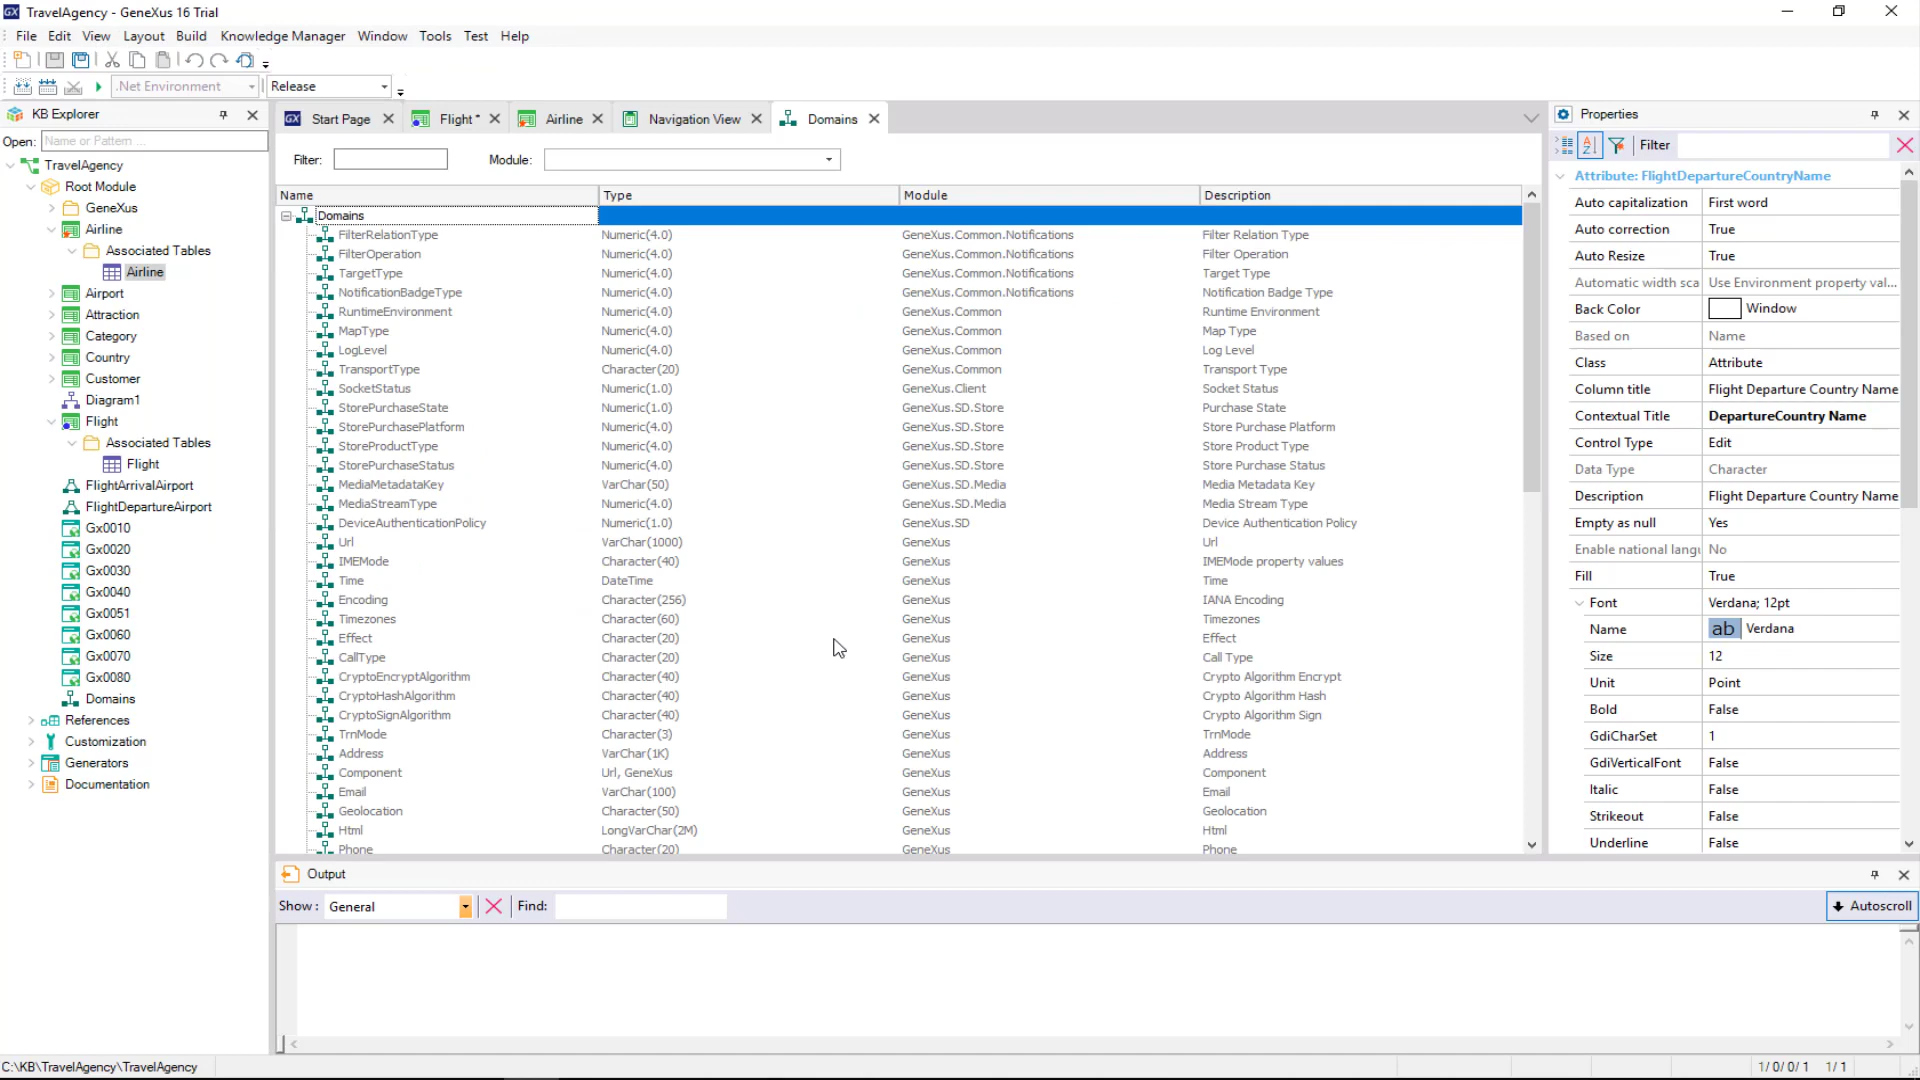 TravelAgency - GeneXus 16 Trial
File Edit View Layout Build Knowledge Manager Window Tools Test Help
.Net Environment Release
KB Explorer
Open: Name or Pattern ...
TravelAgency
Root Module
GeneXus
Airline
Associated Tables
Airline
Airport
Attraction
Category
Country
Customer
Diagram1
Flight
Associated Tables
Flight
FlightArrivalAirport
FlightDepartureAirport
Gx0010
Gx0020
Gx0030
Gx0040
Gx0051
Gx0060
Gx0070
Gx0080
Domains
References
Customization
Generators
Documentation
Start Page Flight * Airline Navigation View Domains
Filter: Module:
Name Type Module Description
Domains
FilterRelationType Numeric(4.0) GeneXus.Common.Notifications Filter Relation Type
FilterOperation Numeric(4.0) GeneXus.Common.Notifications Filter Operation
TargetType Numeric(4.0) GeneXus.Common.Notifications Target Type
NotificationBadgeType Numeric(4.0) GeneXus.Common.Notifications Notification Badge Type
RuntimeEnvironment Numeric(4.0) GeneXus.Common Runtime Environment
MapType Numeric(4.0) GeneXus.Common Map Type
LogLevel Numeric(4.0) GeneXus.Common Log Level
TransportType Character(20) GeneXus.Common Transport Type
SocketStatus Numeric(1.0) GeneXus.Client Socket Status
StorePurchaseState Numeric(1.0) GeneXus.SD.Store Purchase State
StorePurchasePlatform Numeric(4.0) GeneXus.SD.Store Store Purchase Platform
StoreProductType Numeric(4.0) GeneXus.SD.Store Store Product Type
StorePurchaseStatus Numeric(4.0) GeneXus.SD.Store Store Purchase Status
MediaMetadataKey VarChar(50) GeneXus.SD.Media Media Metadata Key
MediaStreamType Numeric(4.0) GeneXus.SD.Media Media Stream Type
DeviceAuthenticationPolicy Numeric(1.0) GeneXus.SD Device Authentication Policy
Url VarChar(1000) GeneXus Url
IMEMode Character(40) GeneXus IMEMode property values
Time DateTime GeneXus Time
Encoding Character(256) GeneXus IANA Encoding
Timezones Character(60) GeneXus Timezones
Effect Character(20) GeneXus Effect
CallType Character(20) GeneXus Call Type
CryptoEncryptAlgorithm Character(40) GeneXus Crypto Algorithm Encrypt
CryptoHashAlgorithm Character(40) GeneXus Crypto Algorithm Hash
CryptoSignAlgorithm Character(40) GeneXus Crypto Algorithm Sign
TrnMode Character(3) GeneXus TrnMode
Address VarChar(1K) GeneXus Address
Component Url, GeneXus GeneXus Component
Email VarChar(100) GeneXus Email
Geolocation Character(50) GeneXus Geolocation
Html LongVarChar(2M) GeneXus Html
Phone Character(20) GeneXus Phone
Properties
Filter
Attribute: FlightDepartureCountryName
Auto capitalization First word
Auto correction True
Auto Resize True
Automatic width sca Use Environment property val...
Back Color Window
Based on Name
Class Attribute
Column title Flight Departure Country Name
Contextual Title DepartureCountry Name
Control Type Edit
Data Type Character
Description Flight Departure Country Name
Empty as null Yes
Enable national langu No
Fill True
Font Verdana; 12pt
Name ab Verdana
Size 12
Unit Point
Bold False
GdiCharSet 1
GdiVerticalFont False
Italic False
Strikeout False
Underline False
Output
Show : General Find: Autoscroll
C:\KB\TravelAgency\TravelAgency 1/0/0/1 1/1